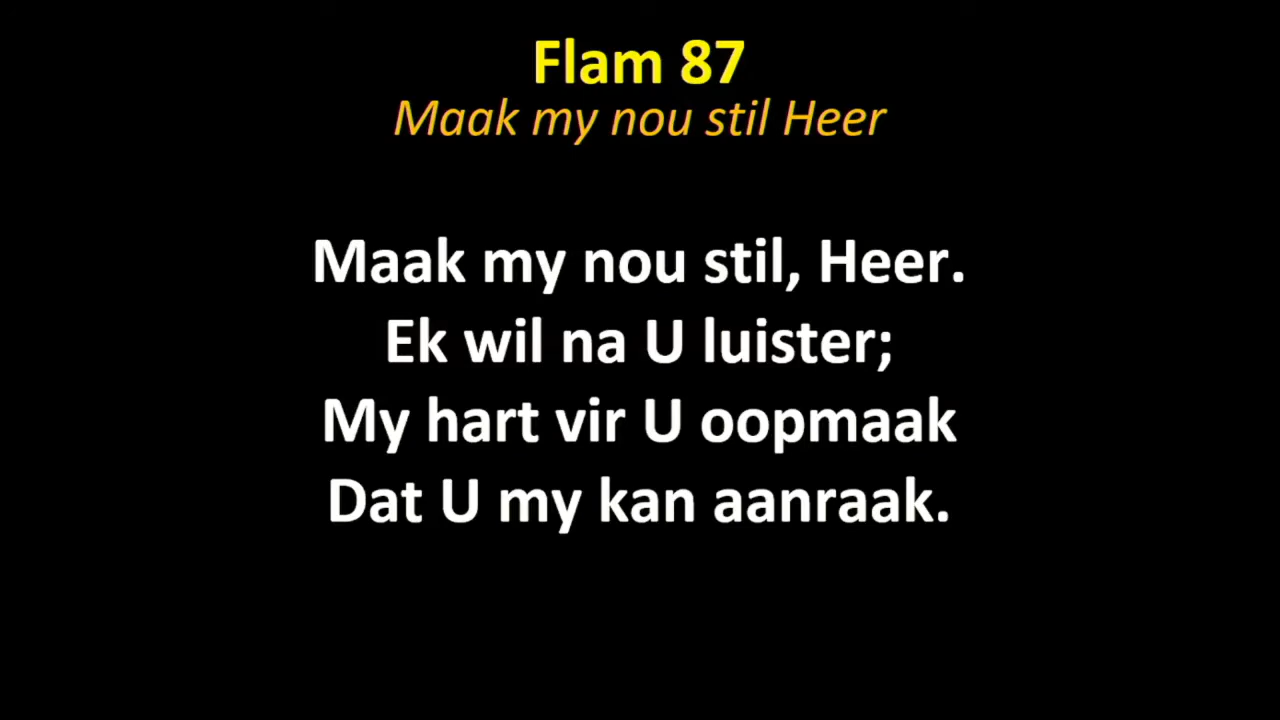 Flam 87
Maak my nou stil Heer
Maak my nou stil, Heer.
Ek wil na U luister;
My hart vir U oopmaak
Dat U my kan aanraak.